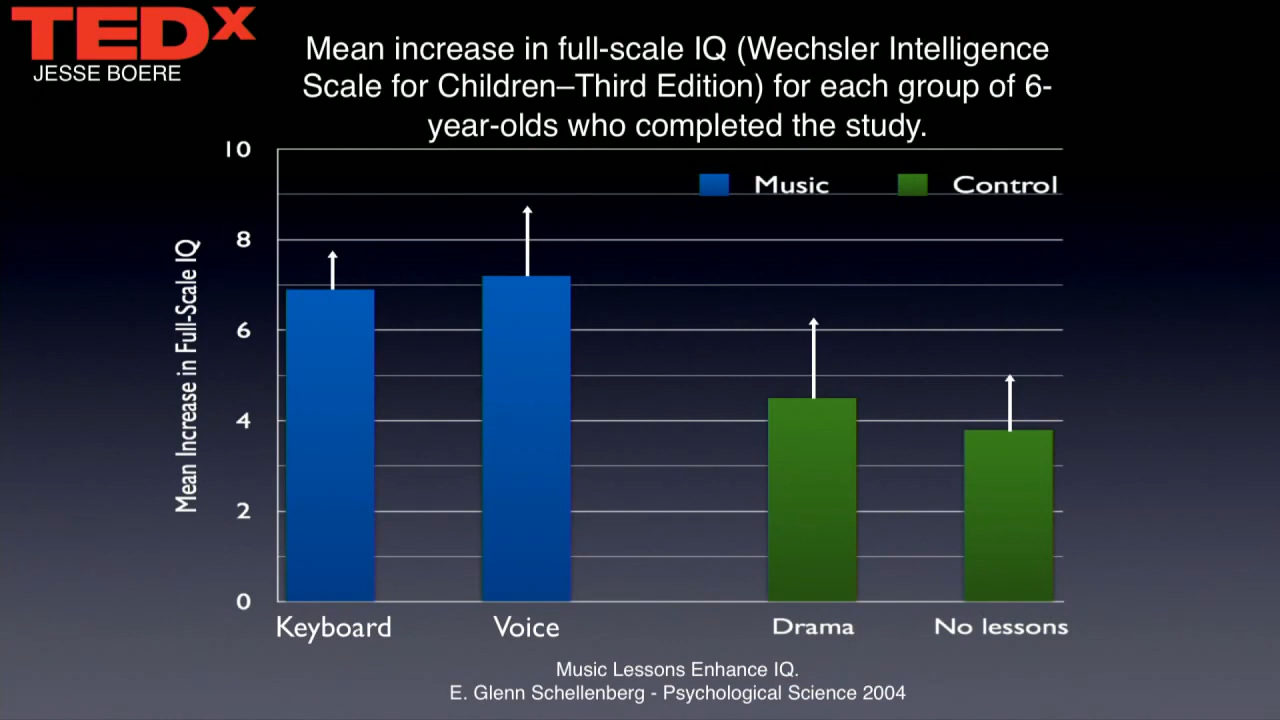 TEDx
JESSE BOERE
Mean increase in full-scale IQ (Wechsler Intelligence
Scale for Children–Third Edition) for each group of 6-
year-olds who completed the study.
10
Music
Control
8
6
4
2
0
Mean Increase in Full-Scale IQ
Keyboard
Voice
Drama
No lessons
Music Lessons Enhance IQ.
E. Glenn Schellenberg - Psychological Science 2004